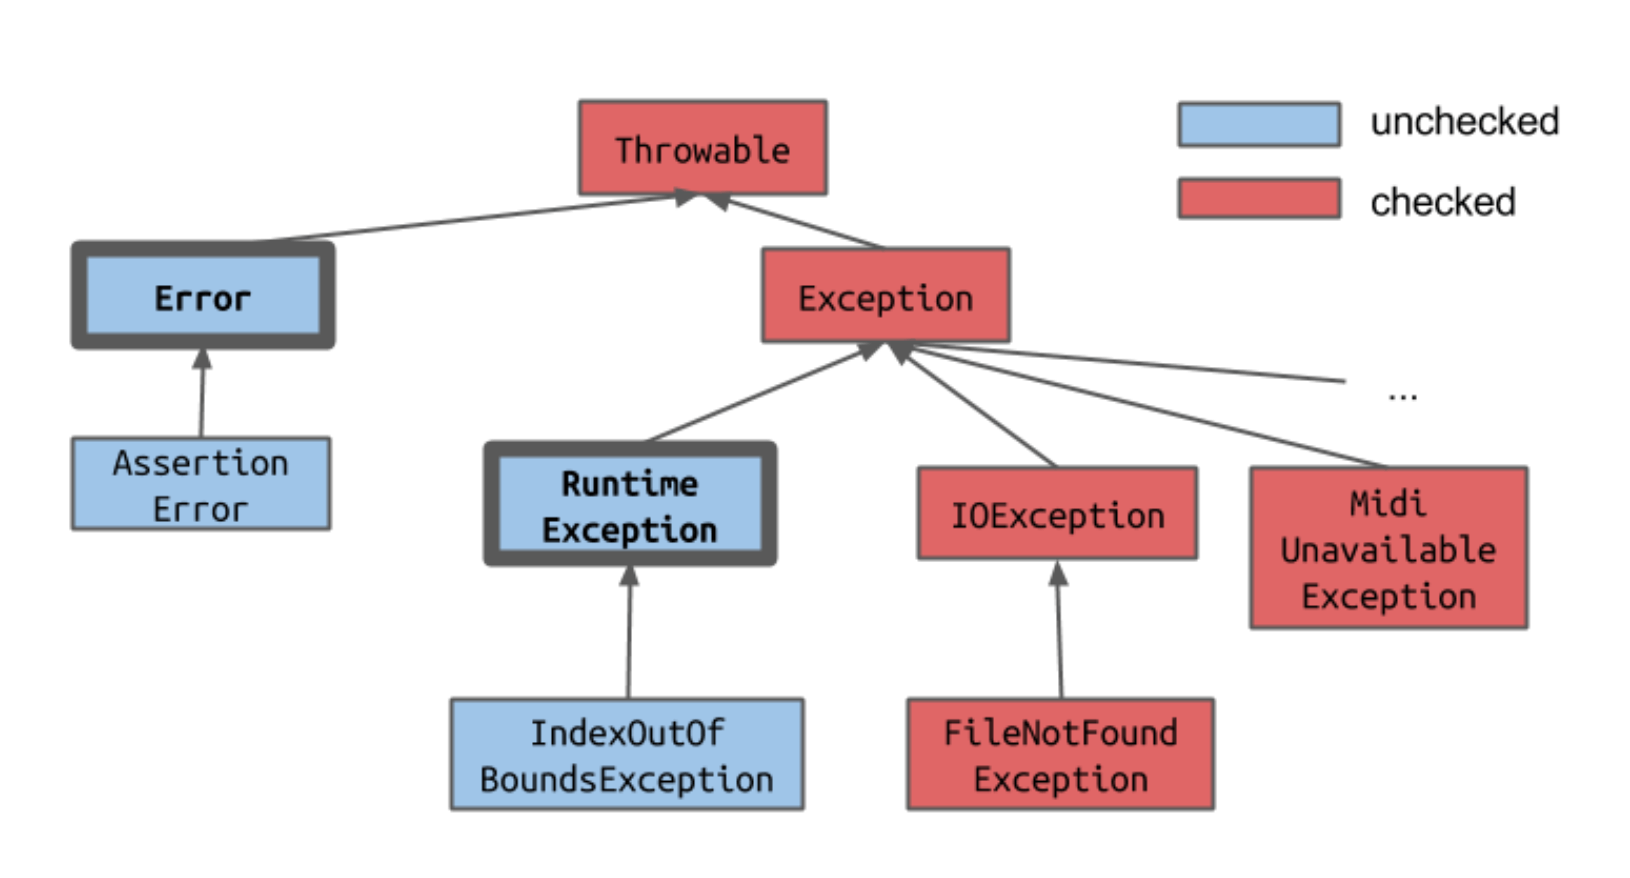 Throwable
unchecked
checked
Error
Exception
...
Assertion
Error
Runtime
Exception
IOException
Midi
Unavailable
Exception
IndexOutOf
BoundsException
FileNotFound
Exception